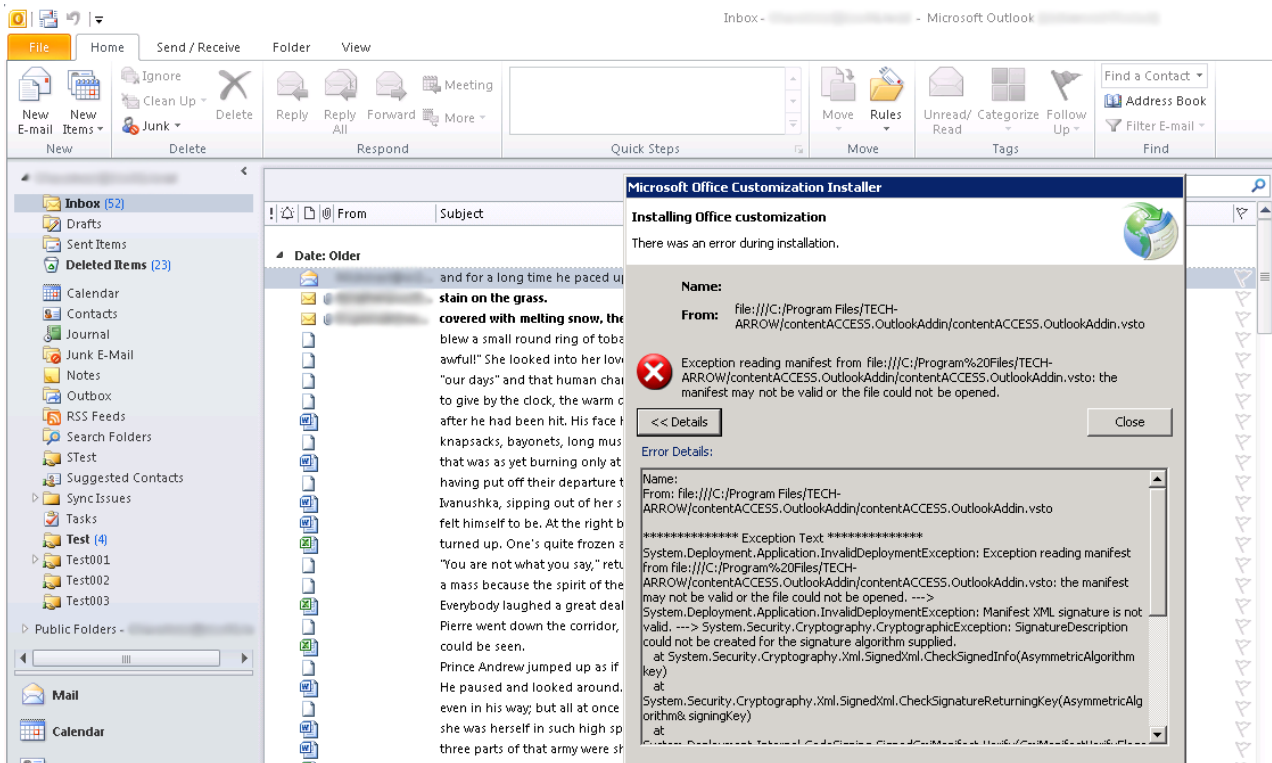 Inbox - - Microsoft Outlook
File Home Send / Receive Folder View
New E-mail
New Items
Ignore
Clean Up
Junk
Delete
Reply
Reply All
Forward
Meeting
More
Move
Rules
Unread/ Read
Categorize
Follow Up
Find a Contact
Address Book
Filter E-mail
New Delete Respond Quick Steps Move Tags Find
Inbox (52)
Drafts
Sent Items
Deleted Items (23)
Calendar
Contacts
Journal
Junk E-Mail
Notes
Outbox
RSS Feeds
Search Folders
STest
Suggested Contacts
Sync Issues
Tasks
Test (4)
Test001
Test002
Test003
Public Folders -
Mail
Calendar
! From Subject
Date: Older
and for a long time he paced up
stain on the grass.
covered with melting snow, the
blew a small round ring of toba
awful!" She looked into her love
"our days" and that human cha
to give by the clock, the warm
after he had been hit. His face
knapsacks, bayonets, long mus
that was as yet burning only at
having put off their departure
Ivanushka, sipping out of her s
felt himself to be. At the right b
turned up. One's quite frozen a
"You are not what you say," retu
a mass because the spirit of the
Everybody laughed a great deal
Pierre went down the corridor,
could be seen.
Prince Andrew jumped up as if
He paused and looked around.
even in his way; but all at once
she was herself in such high sp
three parts of that army were sh
Microsoft Office Customization Installer
Installing Office customization
There was an error during installation.
Name:
From: file:///C:/Program Files/TECH-
ARROW/contentACCESS.OutlookAddin/contentACCESS.OutlookAddin.vsto
Exception reading manifest from file:///C:/Program%20Files/TECH-
ARROW/contentACCESS.OutlookAddin/contentACCESS.OutlookAddin.vsto: the
manifest may not be valid or the file could not be opened.
<< Details Close
Error Details:
Name:
From: file:///C:/Program Files/TECH-
ARROW/contentACCESS.OutlookAddin/contentACCESS.OutlookAddin.vsto
************** Exception Text **************
System.Deployment.Application.InvalidDeploymentException: Exception reading manifest
from file:///C:/Program%20Files/TECH-
ARROW/contentACCESS.OutlookAddin/contentACCESS.OutlookAddin.vsto: the manifest
may not be valid or the file could not be opened. --->
System.Deployment.Application.InvalidDeploymentException: Manifest XML signature is not
valid. ---> System.Security.Cryptography.CryptographicException: SignatureDescription
could not be created for the signature algorithm supplied.
at System.Security.Cryptography.Xml.SignedXml.CheckSignedInfo(AsymmetricAlgorithm
key)
at
System.Security.Cryptography.Xml.SignedXml.CheckSignatureReturningKey(AsymmetricAlg
orithm& signingKey)
at